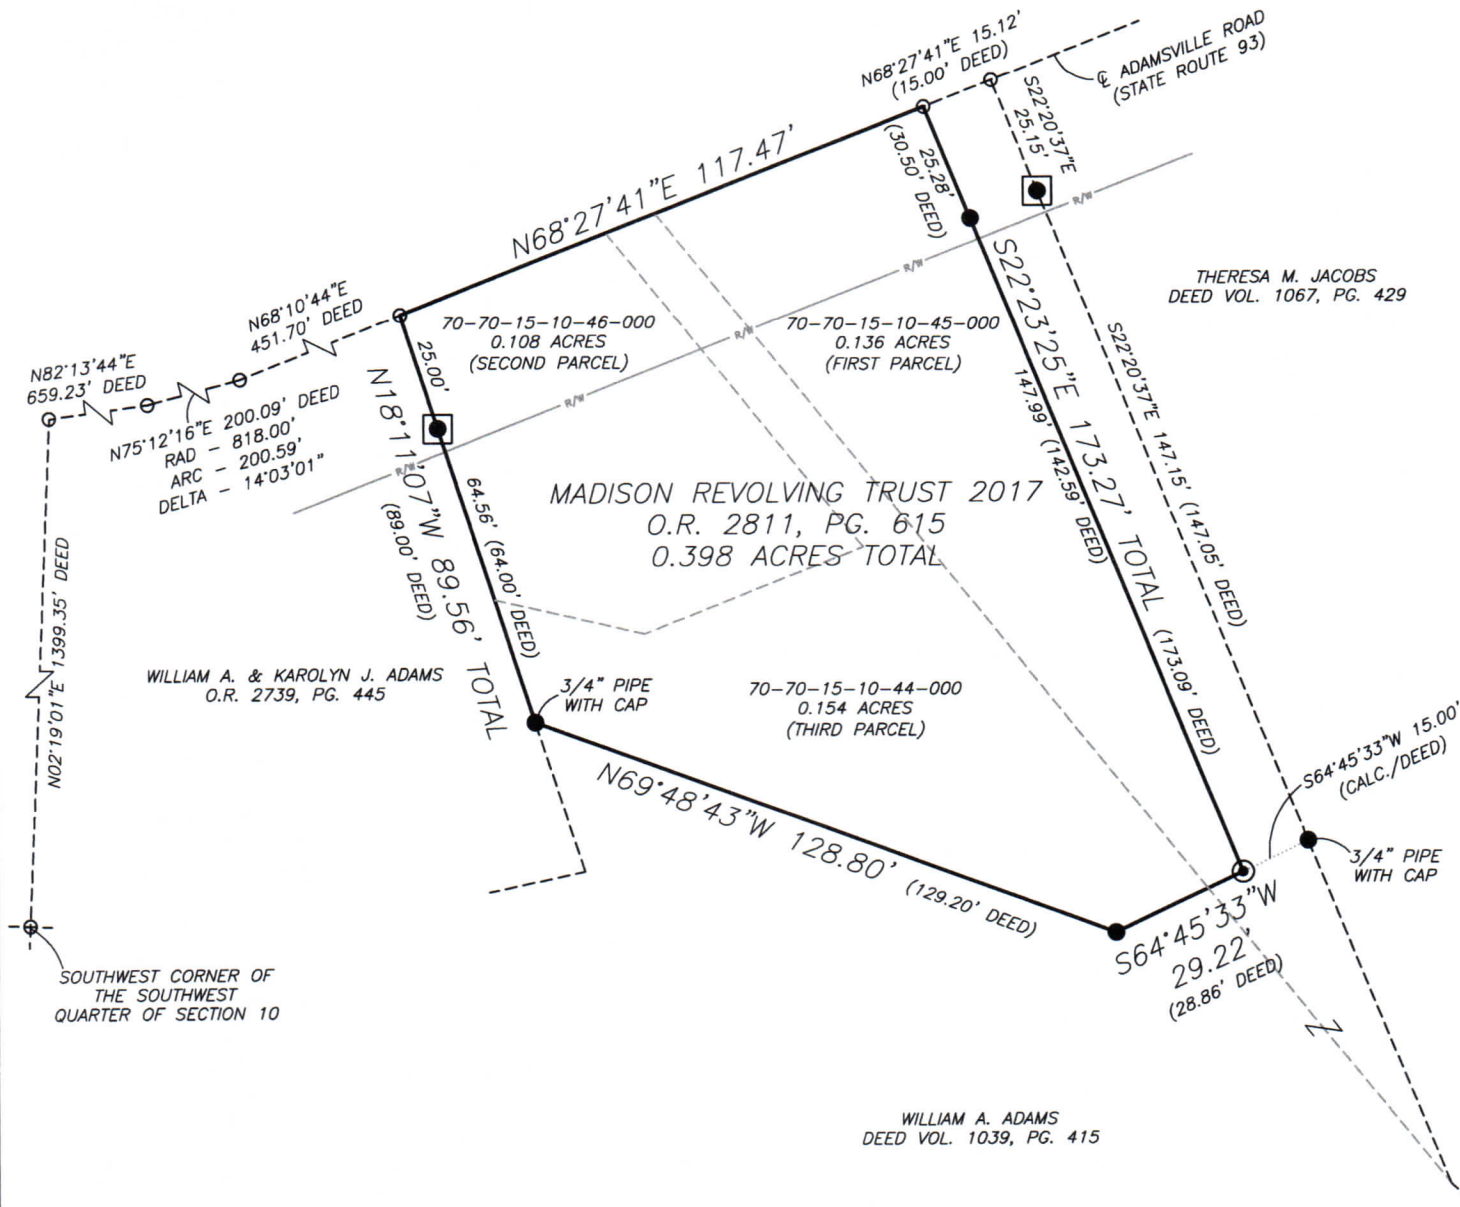 N68°27'41"E 15.12'
(15.00' DEED)
℄ ADAMSVILLE ROAD
(STATE ROUTE 93)
S22°20'37"E
25.15'
25.28'
(30.50' DEED)
N68°27'41"E 117.47'
R/W
R/W
R/W
R/W
R/W
THERESA M. JACOBS
DEED VOL. 1067, PG. 429
N68°10'44"E
451.70' DEED
N82°13'44"E
659.23' DEED
N75°12'16"E 200.09' DEED
RAD - 818.00'
ARC - 200.59'
DELTA - 14°03'01"
70-70-15-10-46-000
0.108 ACRES
(SECOND PARCEL)
70-70-15-10-45-000
0.136 ACRES
(FIRST PARCEL)
25.00'
N18°11'07"W 89.56' TOTAL
(89.00' DEED)
64.56' (64.00' DEED)
S22°23'25"E 173.27' TOTAL (173.09' DEED)
147.99' (142.59' DEED)
S22°20'37"E 147.15' (147.05' DEED)
MADISON REVOLVING TRUST 2017
O.R. 2811, PG. 615
0.398 ACRES TOTAL
N02°19'01"E 1399.35' DEED
WILLIAM A. & KAROLYN J. ADAMS
O.R. 2739, PG. 445
3/4" PIPE
WITH CAP
70-70-15-10-44-000
0.154 ACRES
(THIRD PARCEL)
N69°48'43"W 128.80' (129.20' DEED)
S64°45'33"W 15.00'
(CALC./DEED)
3/4" PIPE
WITH CAP
S64°45'33"W
29.22'
(28.86' DEED)
SOUTHWEST CORNER OF
THE SOUTHWEST
QUARTER OF SECTION 10
WILLIAM A. ADAMS
DEED VOL. 1039, PG. 415